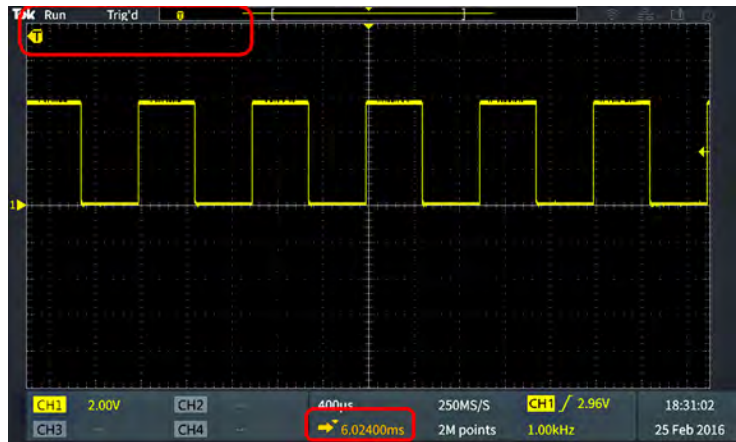 Tek Run Trig'd T
T
1
CH1 2.00V CH2 400µs 250MS/S CH1 2.96V 18:31:02
CH3 CH4 6.02400ms 2M points 1.00kHz 25 Feb 2016